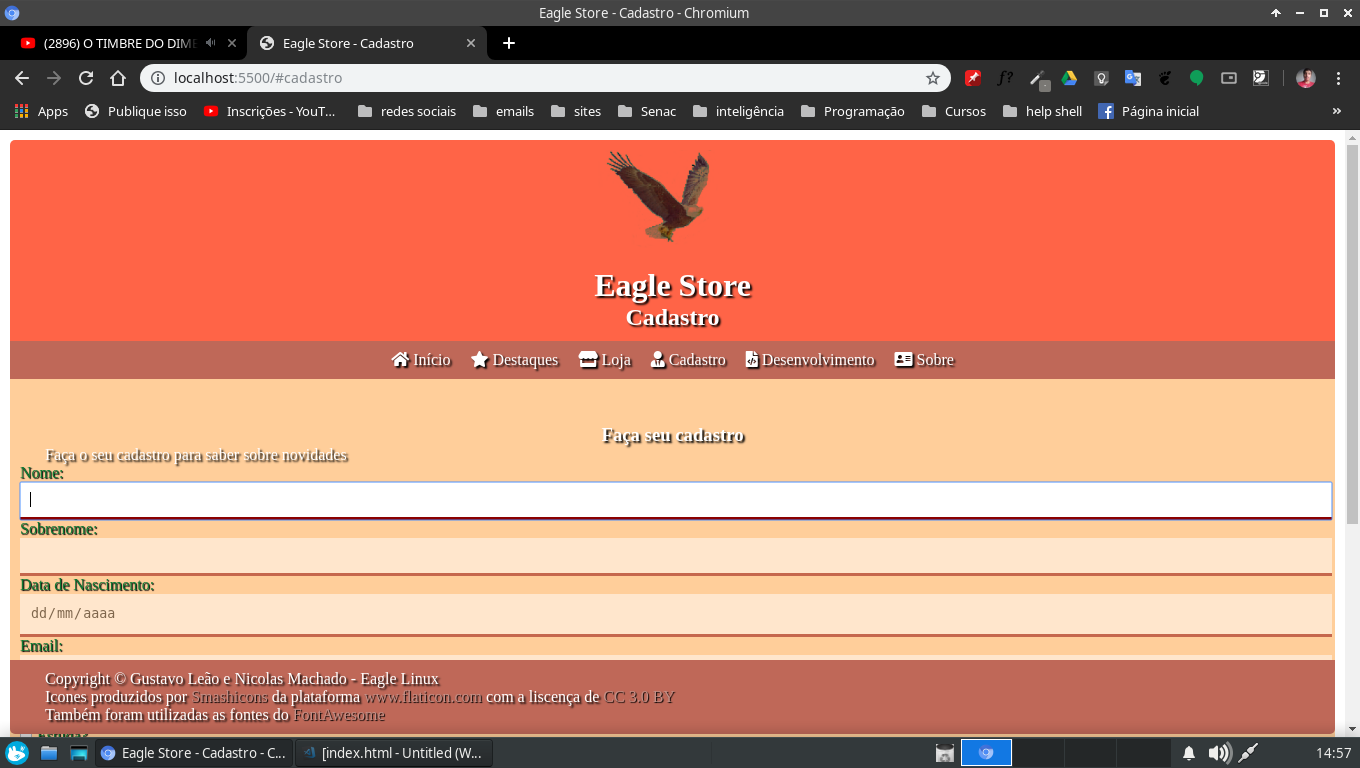 Eagle Store - Cadastro - Chromium
(2896) O TIMBRE DO DIM
Eagle Store - Cadastro
localhost:5500/#cadastro
Apps
Publique isso
Inscrições - YouT...
redes sociais
emails
sites
Senac
inteligência
Programação
Cursos
help shell
Página inicial
»
Eagle Store
Cadastro
Início
Destaques
Loja
Cadastro
Desenvolvimento
Sobre
Faça seu cadastro
Faça o seu cadastro para saber sobre novidades
Nome:
Sobrenome:
Data de Nascimento:
dd/mm/aaaa
Email:
Copyright © Gustavo Leão e Nicolas Machado - Eagle Linux
Icones produzidos por Smashicons da plataforma www.flaticon.com com a liscença de CC 3.0 BY
Também foram utilizadas as fontes do FontAwesome
Eagle Store - Cadastro - C...
[index.html - Untitled (W...
14:57